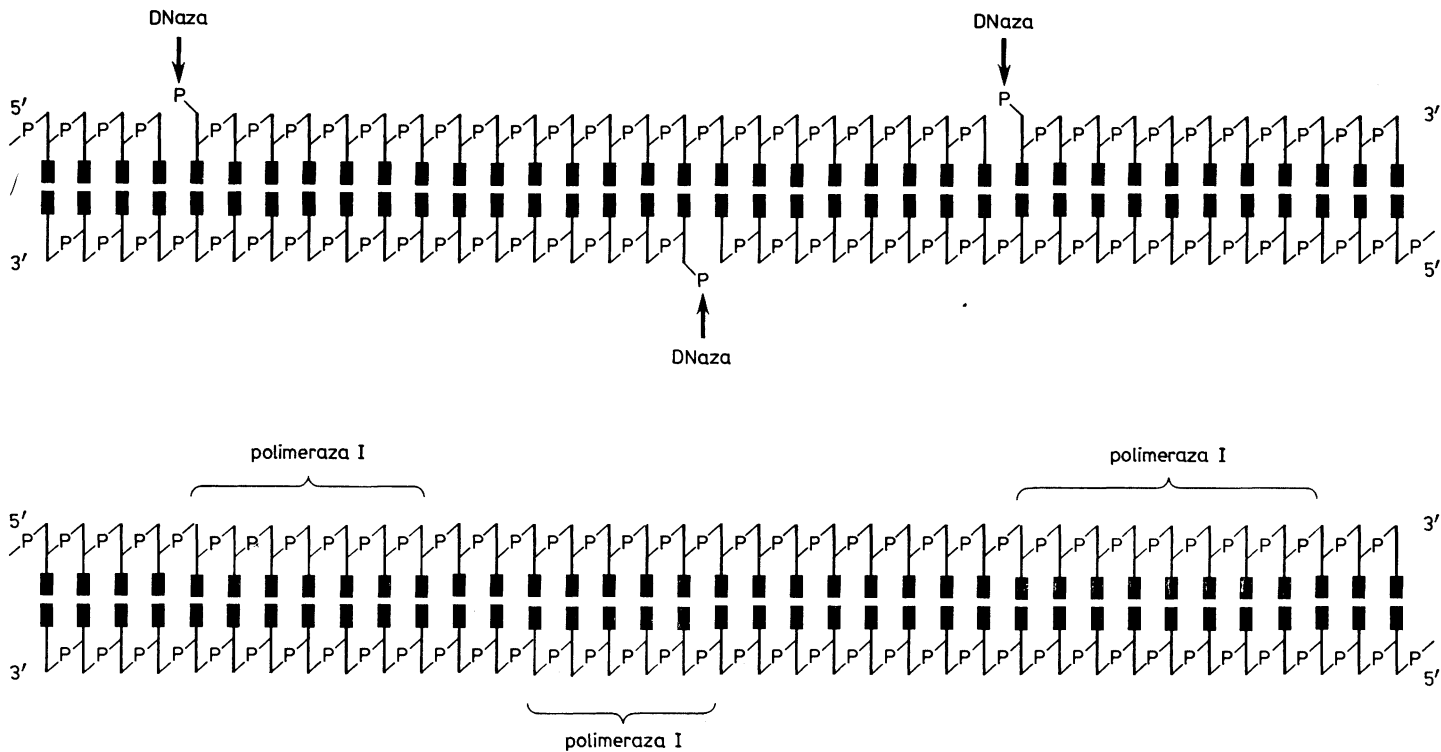 DNaza DNaza
P P
5′ 3′
P P P P P P P P P P P P P P P P P P P P P P P P P P P P P P P P P P P
P P P P P P P P P P P P P P P P P P P P P P P P P P P P P P P P P P P P
3′ 5′
P
DNaza
polimeraza I polimeraza I
5′ 3′
P P P P P P P P P P P P P P P P P P P P P P P P P P P P P P P P P P P P P
P P P P P P P P P P P P P P P P P P P P P P P P P P P P P P P P P P P P P
3′ 5′
polimeraza I